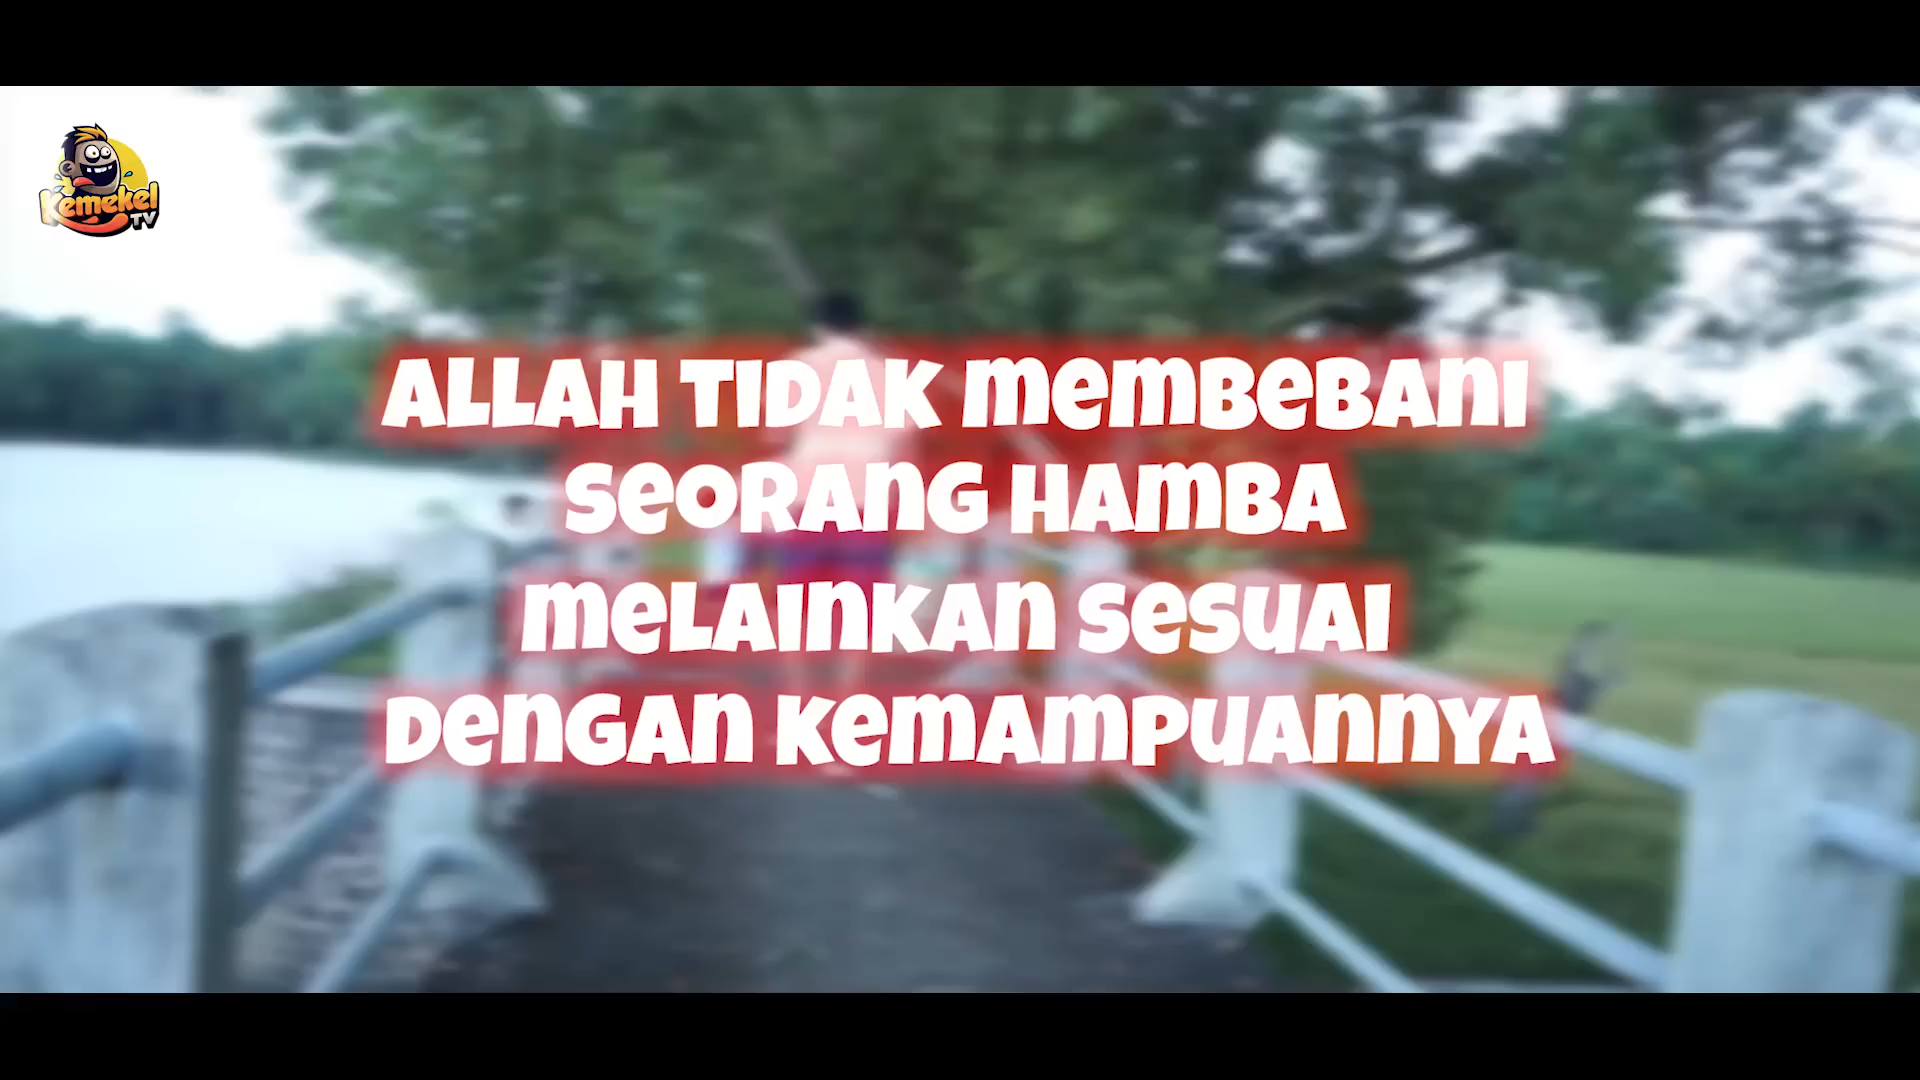 Kemekel
TV
ALLAH TIDAK MEMBEBANI
SEORANG HAMBA
MELAINKAN SESUAI
DENGAN KEMAMPUANNYA